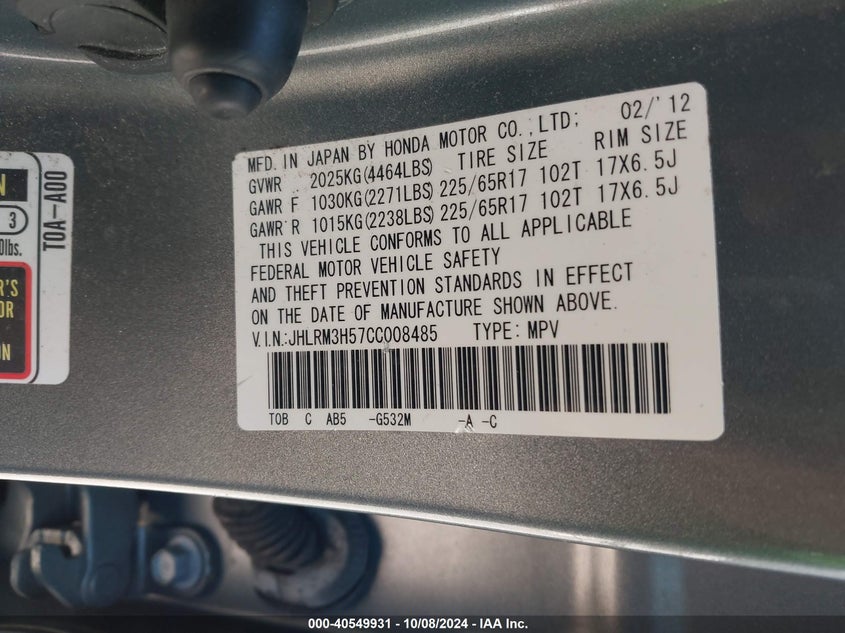 MFD. IN JAPAN BY HONDA MOTOR CO., LTD; 02/'12
GVWR 2025KG(4464LBS) TIRE SIZE RIM SIZE
GAWR F 1030KG(2271LBS) 225/65R17 102T 17X6.5J
GAWR R 1015KG(2238LBS) 225/65R17 102T 17X6.5J
THIS VEHICLE CONFORMS TO ALL APPLICABLE
FEDERAL MOTOR VEHICLE SAFETY
AND THEFT PREVENTION STANDARDS IN EFFECT
ON THE DATE OF MANUFACTURE SHOWN ABOVE.
V.I.N.:JHLRM3H57CC008485 TYPE: MPV
T0B C AB5 -G532M -A -C
T0A-A00
3
lbs.
000-40549931 - 10/08/2024 - IAA Inc.